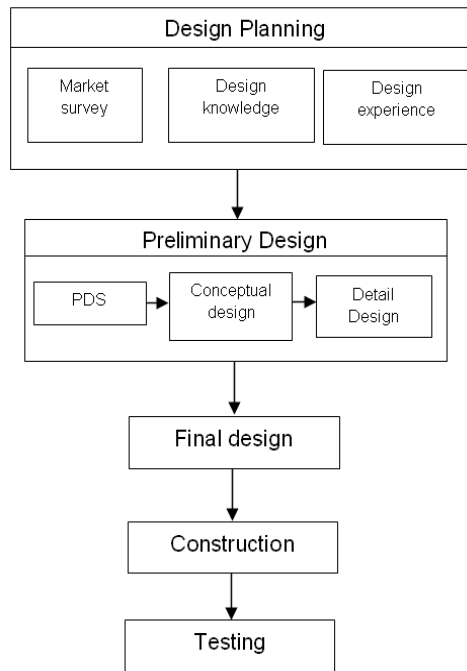 Design Planning
Market
survey
Design
knowledge
Design
experience
Preliminary Design
PDS
Conceptual
design
Detail
Design
Final design
Construction
Testing